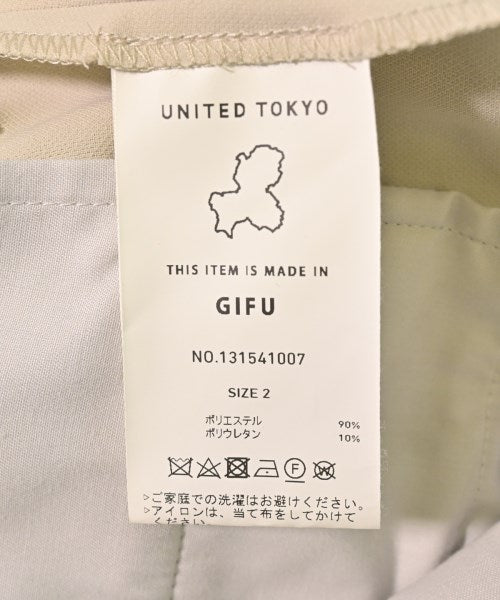 UNITED TOKYO
THIS ITEM IS MADE IN
GIFU
NO.131541007
SIZE 2
ポリエステル 90%
ポリウレタン 10%
▷ご家庭での洗濯はお避けください。
▷アイロンは、当て布をしてかけて
ください。